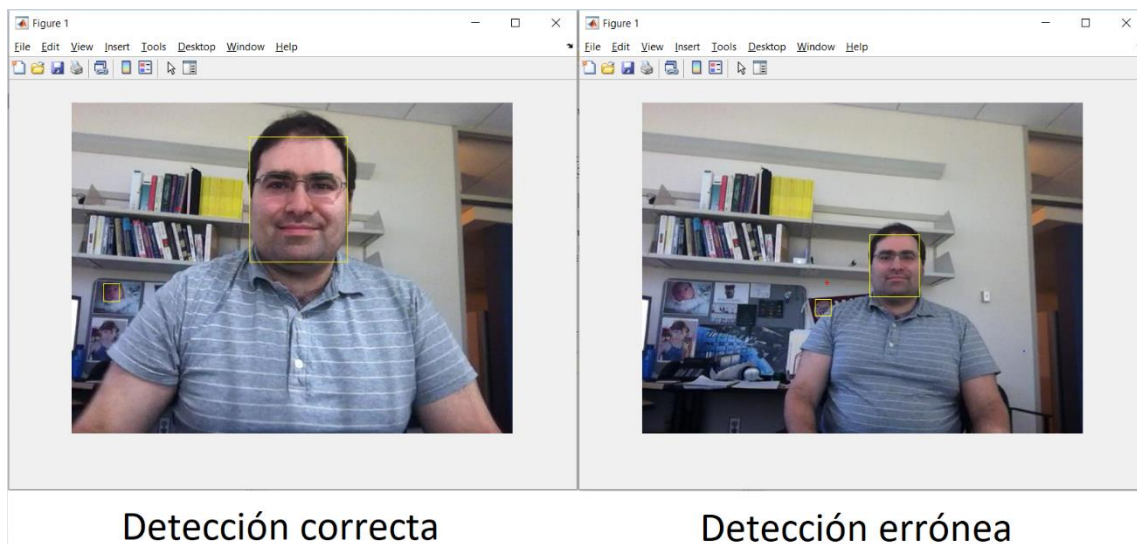 Figure 1
File Edit View Insert Tools Desktop Window Help
Figure 1
File Edit View Insert Tools Desktop Window Help
Detección correcta
Detección errónea